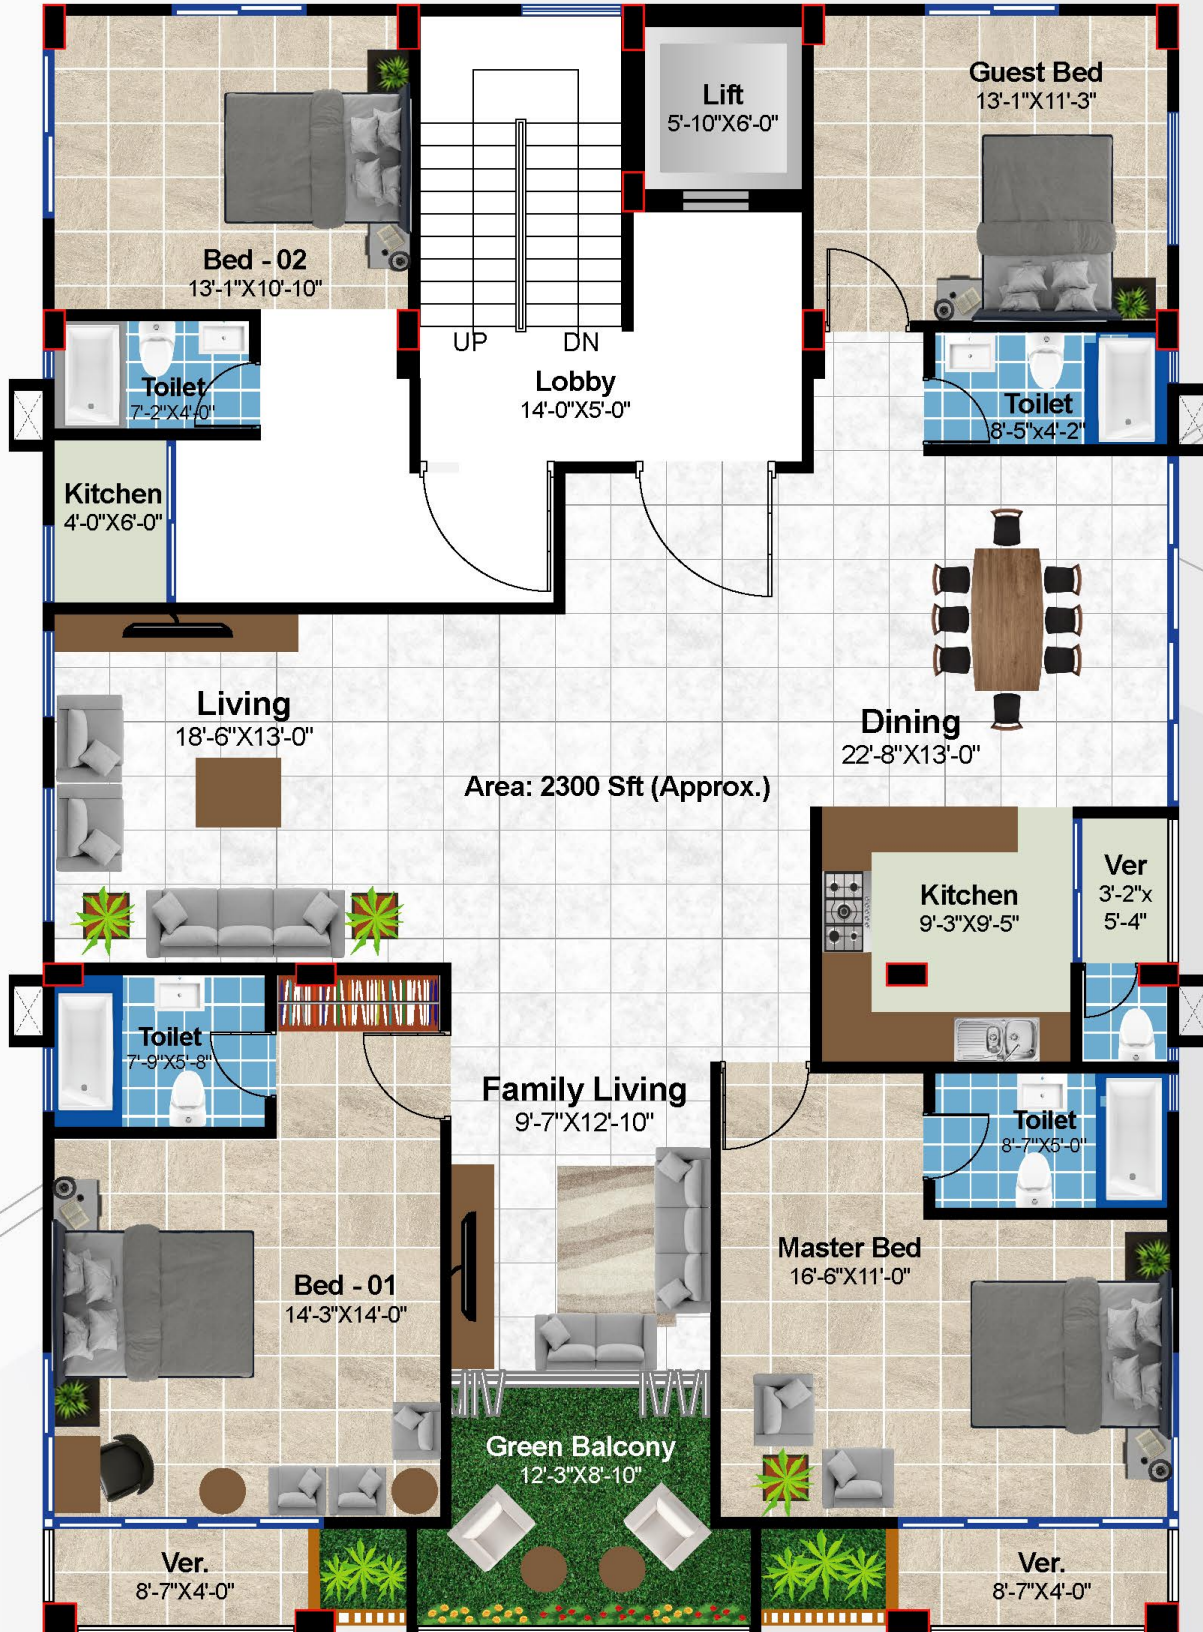 Lift
5'-10"X6'-0"
Guest Bed
13'-1"X11'-3"
Bed - 02
13'-1"X10'-10"
UP
DN
Lobby
14'-0"X5'-0"
Toilet
7'-2"X4'-0"
Toilet
8'-5"x4'-2"
Kitchen
4'-0"X6'-0"
Living
18'-6"X13'-0"
Dining
22'-8"X13'-0"
Area: 2300 Sft (Approx.)
Kitchen
9'-3"X9'-5"
Ver
3'-2"x
5'-4"
Toilet
7'-9"X5'-8"
Family Living
9'-7"X12'-10"
Toilet
8'-7"X5'-0"
Master Bed
16'-6"X11'-0"
Bed - 01
14'-3"X14'-0"
Green Balcony
12'-3"X8'-10"
Ver.
8'-7"X4'-0"
Ver.
8'-7"X4'-0"